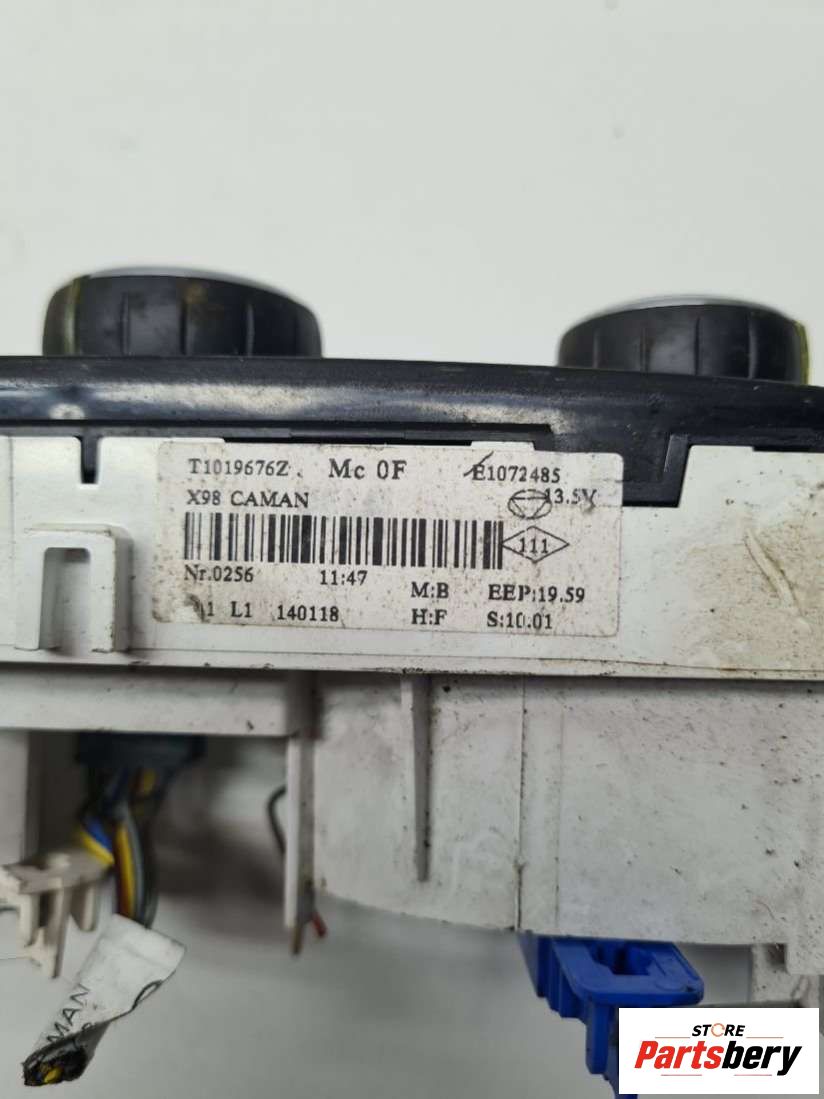 T1019676Z Mc 0F E1072485
X98 CAMAN 13.5V
111
Nr.0256 11:47 M:B EEP:19.59
L1 140118 H:F S:10.01
MAN
STORE
Partsbery